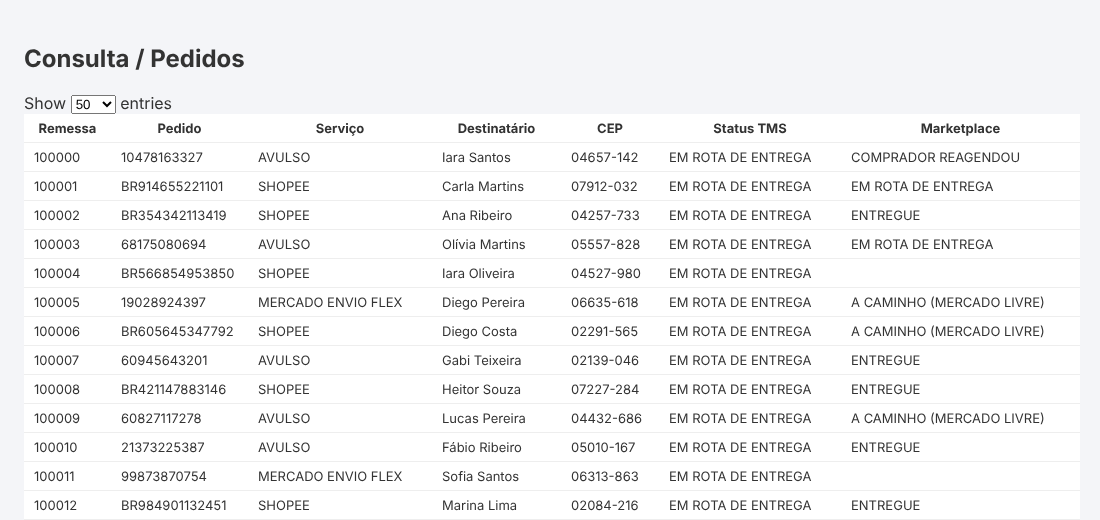 Consulta / Pedidos
Show 50 entries
Remessa Pedido Serviço Destinatário CEP Status TMS Marketplace
100000 10478163327 AVULSO Iara Santos 04657-142 EM ROTA DE ENTREGA COMPRADOR REAGENDOU
100001 BR914655221101 SHOPEE Carla Martins 07912-032 EM ROTA DE ENTREGA EM ROTA DE ENTREGA
100002 BR354342113419 SHOPEE Ana Ribeiro 04257-733 EM ROTA DE ENTREGA ENTREGUE
100003 68175080694 AVULSO Olívia Martins 05557-828 EM ROTA DE ENTREGA EM ROTA DE ENTREGA
100004 BR566854953850 SHOPEE Iara Oliveira 04527-980 EM ROTA DE ENTREGA
100005 19028924397 MERCADO ENVIO FLEX Diego Pereira 06635-618 EM ROTA DE ENTREGA A CAMINHO (MERCADO LIVRE)
100006 BR605645347792 SHOPEE Diego Costa 02291-565 EM ROTA DE ENTREGA A CAMINHO (MERCADO LIVRE)
100007 60945643201 AVULSO Gabi Teixeira 02139-046 EM ROTA DE ENTREGA ENTREGUE
100008 BR421147883146 SHOPEE Heitor Souza 07227-284 EM ROTA DE ENTREGA ENTREGUE
100009 60827117278 AVULSO Lucas Pereira 04432-686 EM ROTA DE ENTREGA A CAMINHO (MERCADO LIVRE)
100010 21373225387 AVULSO Fábio Ribeiro 05010-167 EM ROTA DE ENTREGA ENTREGUE
100011 99873870754 MERCADO ENVIO FLEX Sofia Santos 06313-863 EM ROTA DE ENTREGA
100012 BR984901132451 SHOPEE Marina Lima 02084-216 EM ROTA DE ENTREGA ENTREGUE